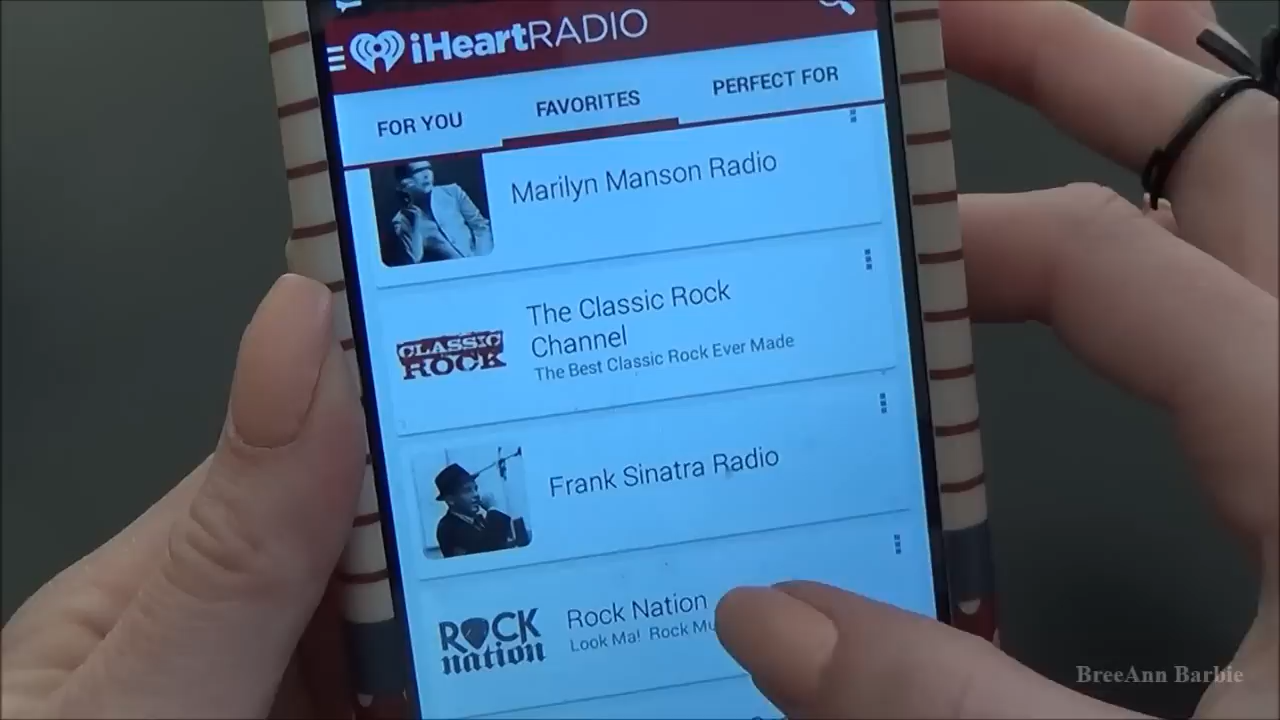 iHeartRADIO
FOR YOU
FAVORITES
PERFECT FOR
Marilyn Manson Radio
The Classic Rock
Channel
The Best Classic Rock Ever Made
CLASSIC
ROCK
Frank Sinatra Radio
Rock Nation
Look Ma! Rock
ROCK
nation
BreeAnn Barbie